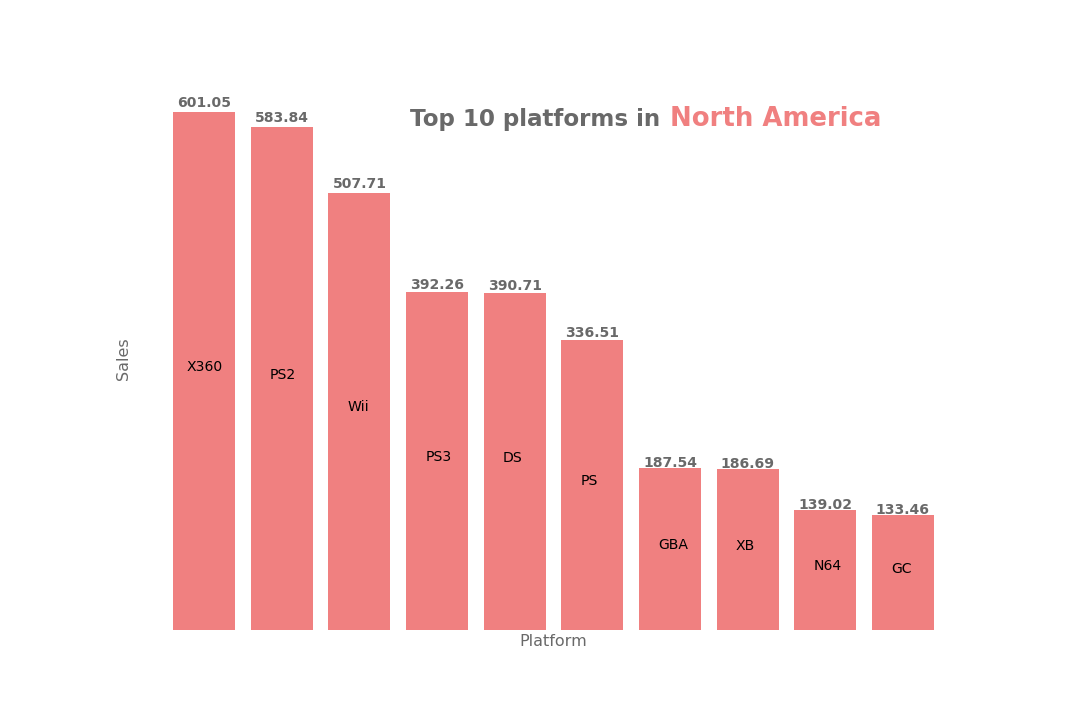 Top 10 platforms in North America
601.05
583.84
507.71
392.26
390.71
336.51
187.54
186.69
139.02
133.46
Sales
X360
PS2
Wii
PS3
DS
PS
GBA
XB
N64
GC
Platform